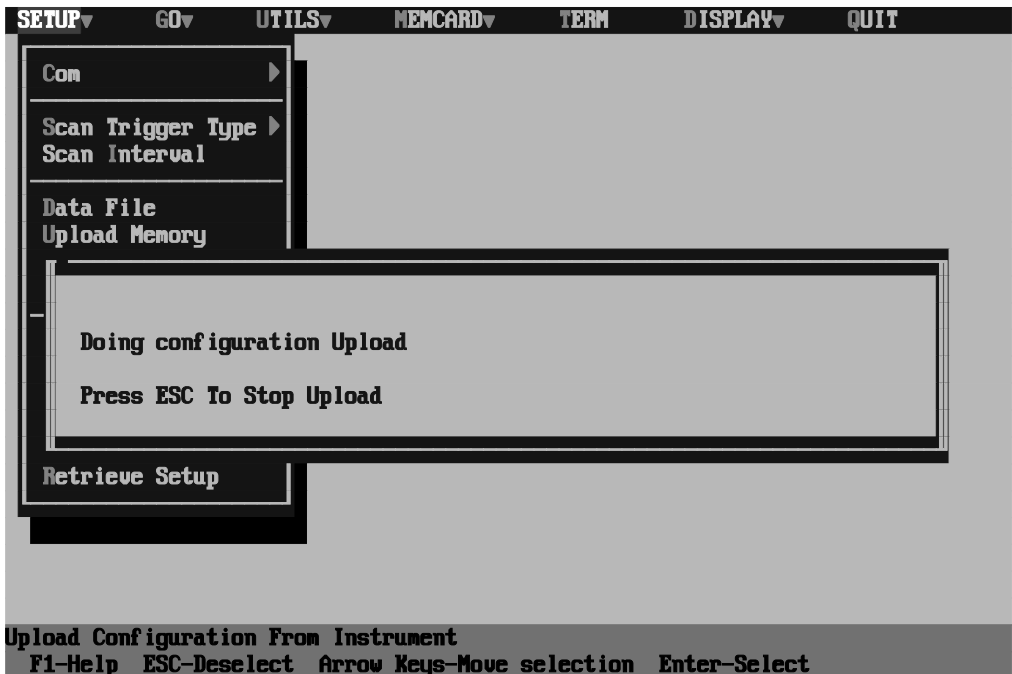 SETUP▼ GO▼ UTILS▼ MEMCARD▼ TERM DISPLAY▼ QUIT
Com ▶
Scan Trigger Type ▶
Scan Interval
Data File
Upload Memory
Doing configuration Upload
Press ESC To Stop Upload
Retrieve Setup
Upload Configuration From Instrument
F1-Help ESC-Deselect Arrow Keys-Move selection Enter-Select